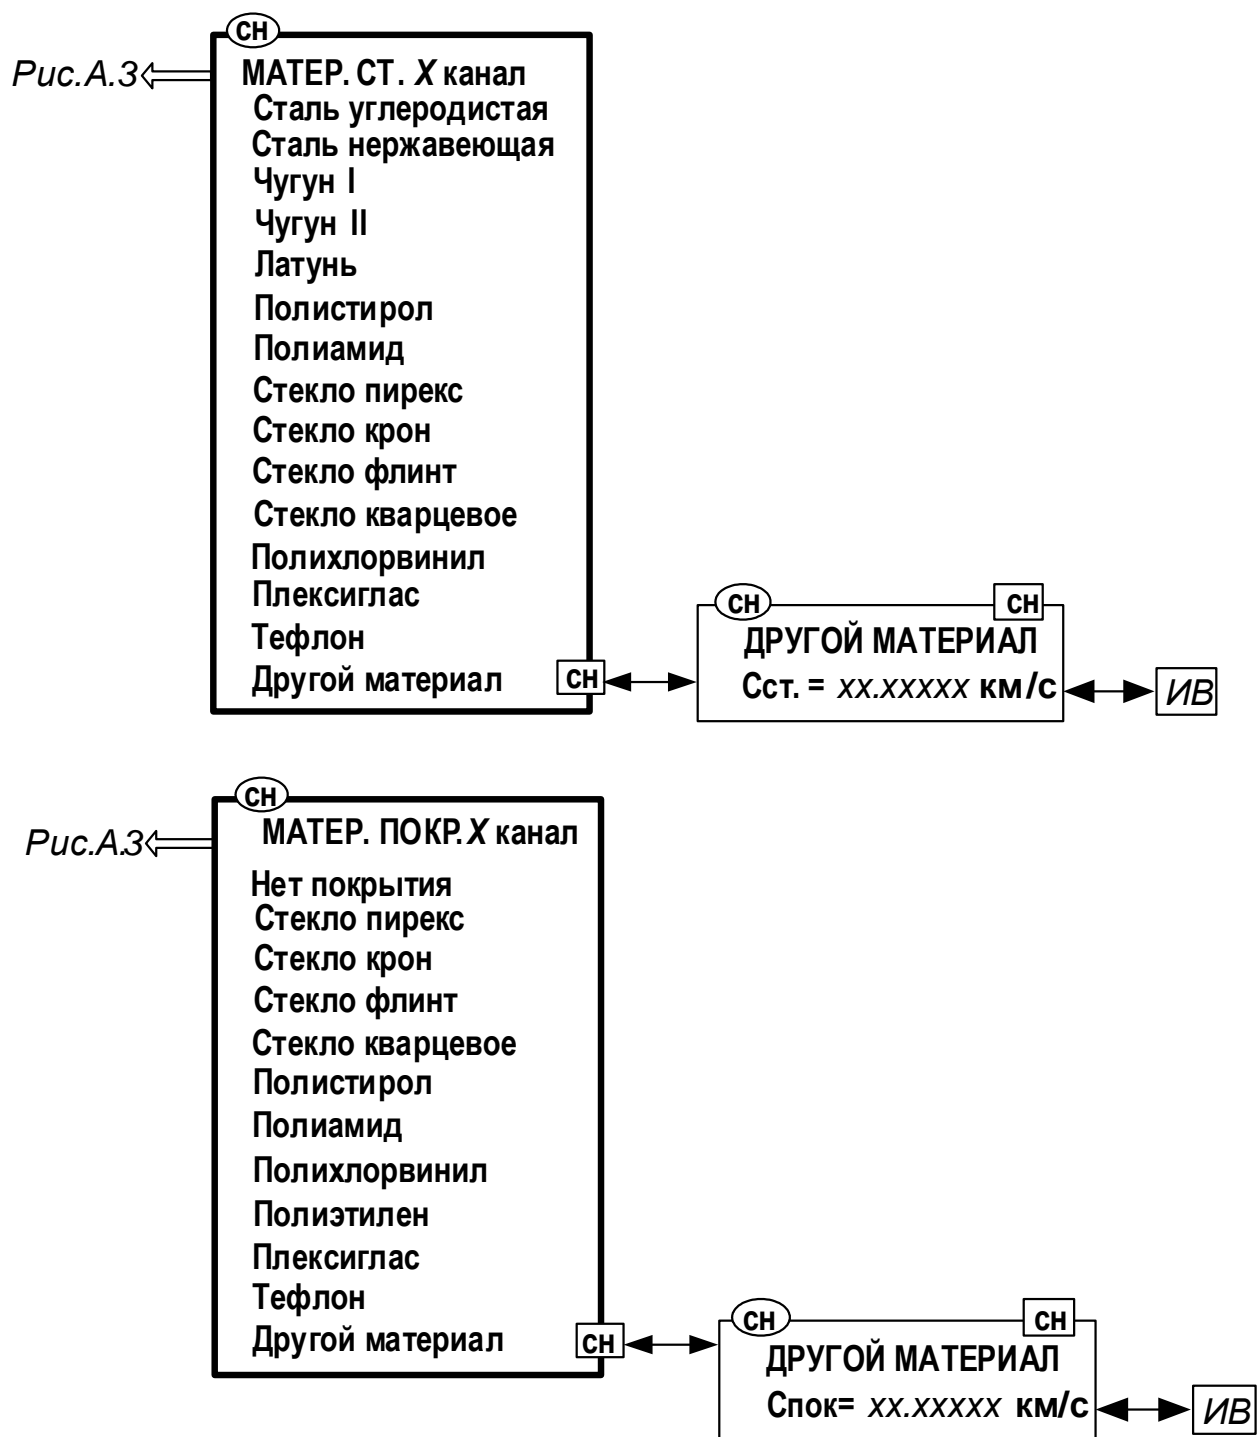 СН
Рис.А.3
МАТЕР. СТ. X канал
Сталь углеродистая
Сталь нержавеющая
Чугун I
Чугун II
Латунь
Полистирол
Полиамид
Стекло пирекс
Стекло крон
Стекло флинт
Стекло кварцевое
Полихлорвинил
Плексиглас
Тефлон
Другой материал СН
СН СН
ДРУГОЙ МАТЕРИАЛ
Сст. = xx.xxxxx км/с ИВ
СН
Рис.А.3
МАТЕР. ПОКР. X канал
Нет покрытия
Стекло пирекс
Стекло крон
Стекло флинт
Стекло кварцевое
Полистирол
Полиамид
Полихлорвинил
Полиэтилен
Плексиглас
Тефлон
Другой материал СН
СН СН
ДРУГОЙ МАТЕРИАЛ
Спок= xx.xxxxx км/с ИВ